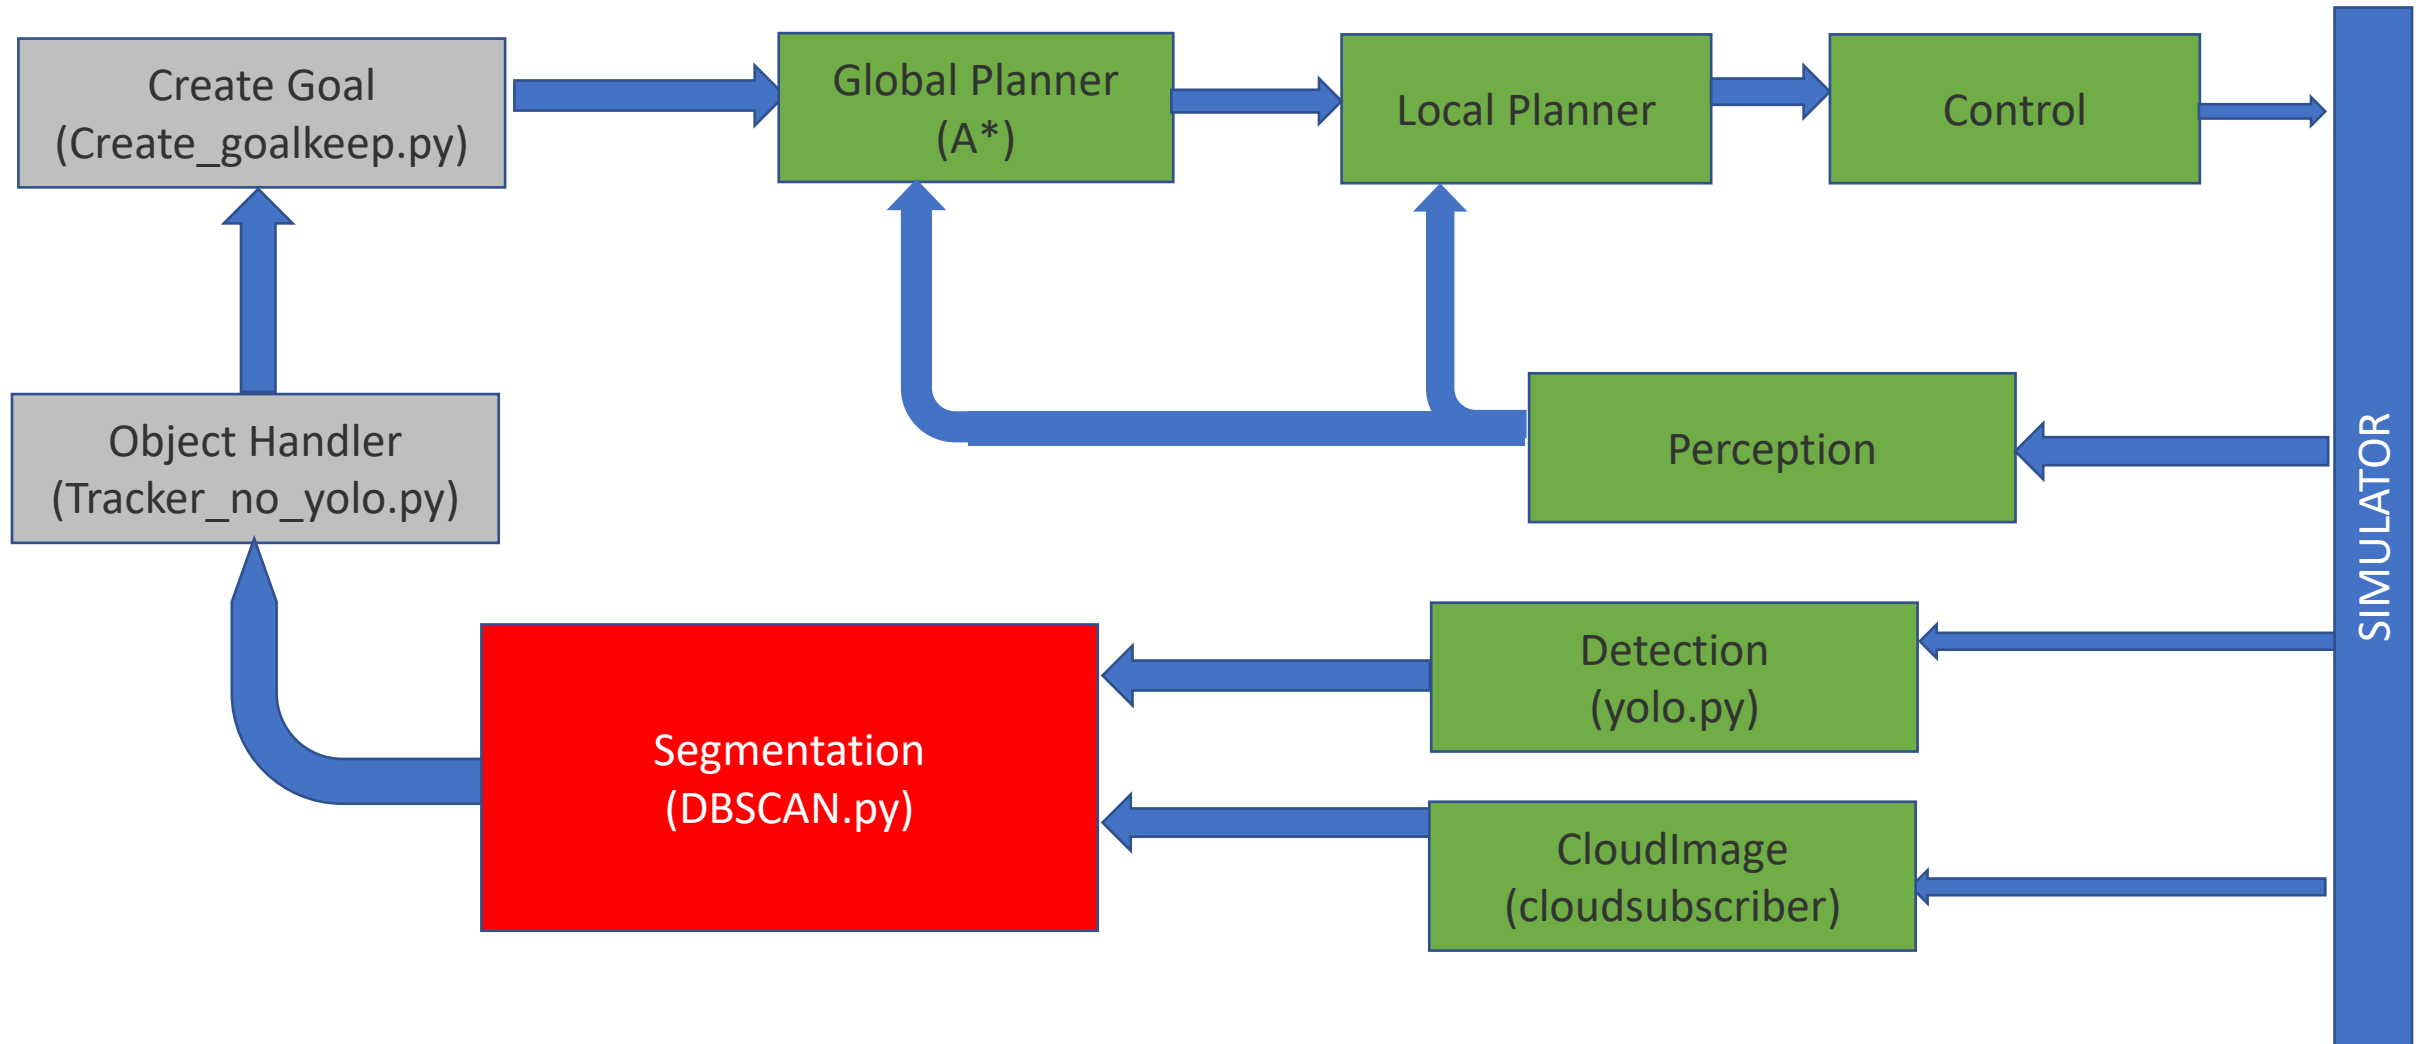 Create Goal
(Create_goalkeep.py)
Global Planner
(A*)
Local Planner
Control
Object Handler
(Tracker_no_yolo.py)
Perception
SIMULATOR
Detection
(yolo.py)
Segmentation
(DBSCAN.py)
CloudImage
(cloudsubscriber)